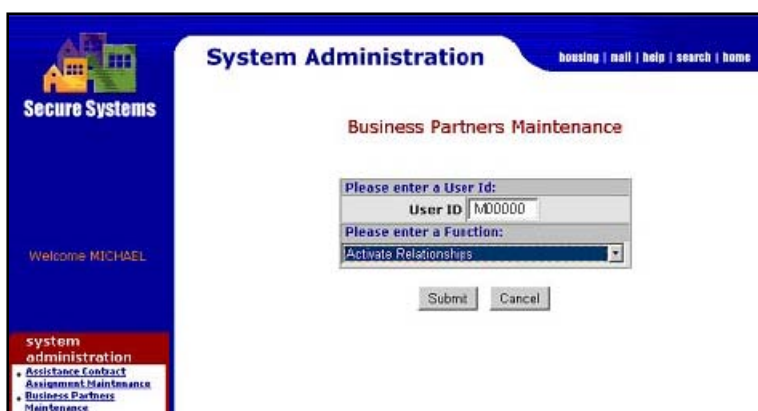 System Administration
housing | mail | help | search | home
Secure Systems
Business Partners Maintenance
Please enter a User Id:
User ID M00000
Please enter a Function:
Activate Relationships
Submit Cancel
Welcome MICHAEL
system
administration
Assistance Contract
Assignment Maintenance
Business Partners
Maintenance